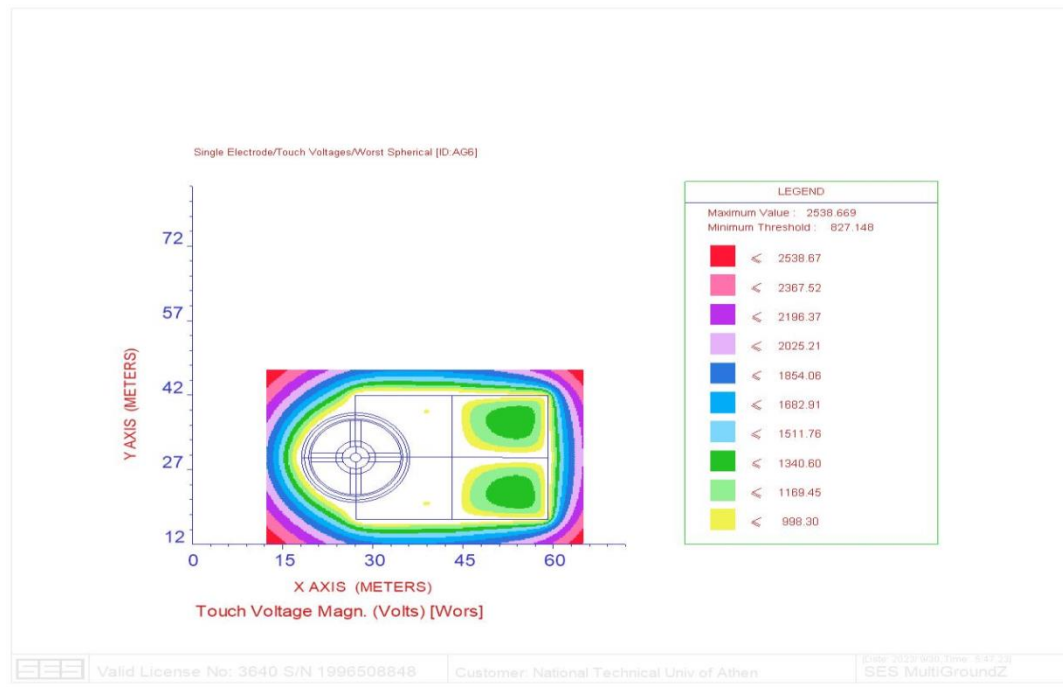 Single Electrode/Touch Voltages/Worst Spherical [ID:AG6]
LEGEND
Maximum Value : 2538.669
Minimum Threshold : 827.148
⩽ 2538.67
⩽ 2367.52
⩽ 2196.37
⩽ 2025.21
⩽ 1854.06
⩽ 1682.91
⩽ 1511.76
⩽ 1340.60
⩽ 1169.45
⩽ 998.30
Y AXIS (METERS)
72
57
42
27
12
0 15 30 45 60
X AXIS (METERS)
Touch Voltage Magn. (Volts) [Wors]
SES
Valid License No: 3640 S/N 1996508848
Customer: National Technical Univ of Athen
SES MultiGroundZ